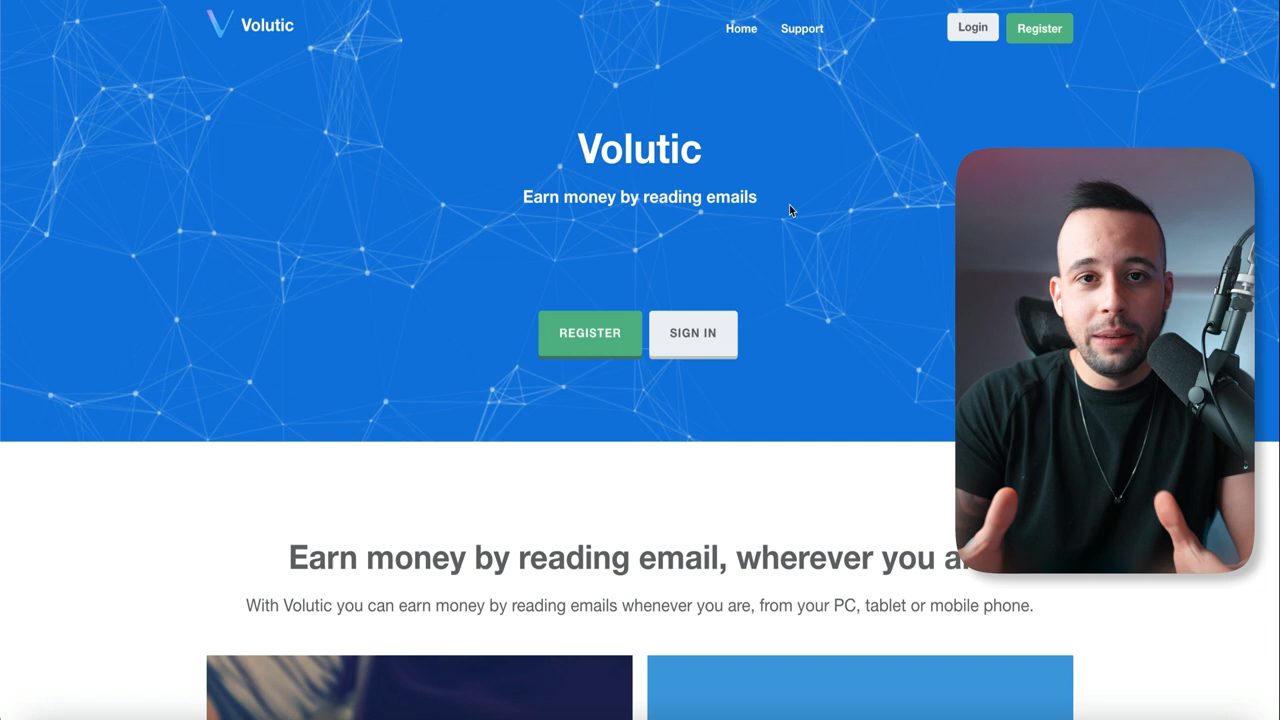 Volutic
Home
Support
Login
Register
Volutic
Earn money by reading emails
REGISTER
SIGN IN
Earn money by reading email, wherever you
With Volutic you can earn money by reading emails whenever you are, from your PC, tablet or mobile phone.